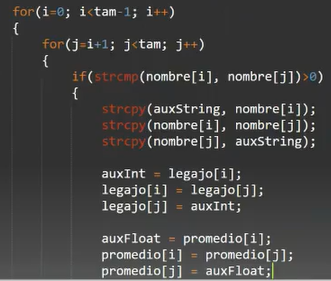 for(i=0; i<tam-1; i++)
{
for(j=i+1; j<tam; j++)
{
if(strcmp(nombre[i], nombre[j])>0)
{
strcpy(auxString, nombre[i]);
strcpy(nombre[i], nombre[j]);
strcpy(nombre[j], auxString);
auxInt = legajo[i];
legajo[i] = legajo[j];
legajo[j] = auxInt;
auxFloat = promedio[i];
promedio[i] = promedio[j];
promedio[j] = auxFloat;